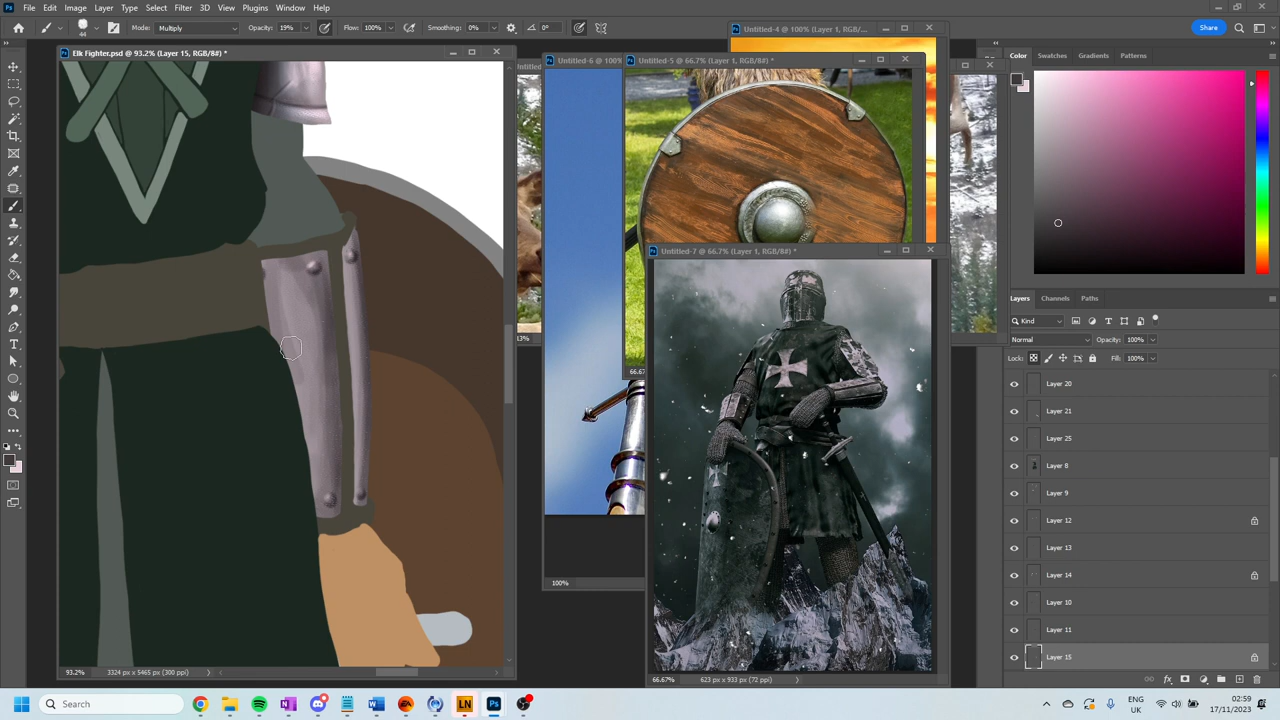 File Edit Image Layer Type Select Filter 3D View Plugins Window Help
44 Mode: Multiply Opacity: 19% Flow: 100% Smoothing: 0% 0° Share
Elk Fighter.psd @ 93.2% (Layer 15, RGB/8#) *
Untitled-6 @ 100%
Untitled-5 @ 66.7% (Layer 1, RGB/8#) *
Untitled-4 @ 100% (Layer 1, RG/B...
Untitled-7 @ 66.7% (Layer 1, RGB/8#) *
100%
66.67% 623 px x 933 px (72 ppi)
93.2% 3324 px x 5465 px (300 ppi)
Color Swatches Gradients Patterns
Layers Channels Paths
Kind
Normal Opacity: 100%
Lock: Fill: 100%
Layer 20
Layer 21
Layer 25
Layer 8
Layer 9
Layer 12
Layer 13
Layer 14
Layer 10
Layer 11
Layer 15
Search
LN
Ps
ENG
UK
02:59
17/11/2023